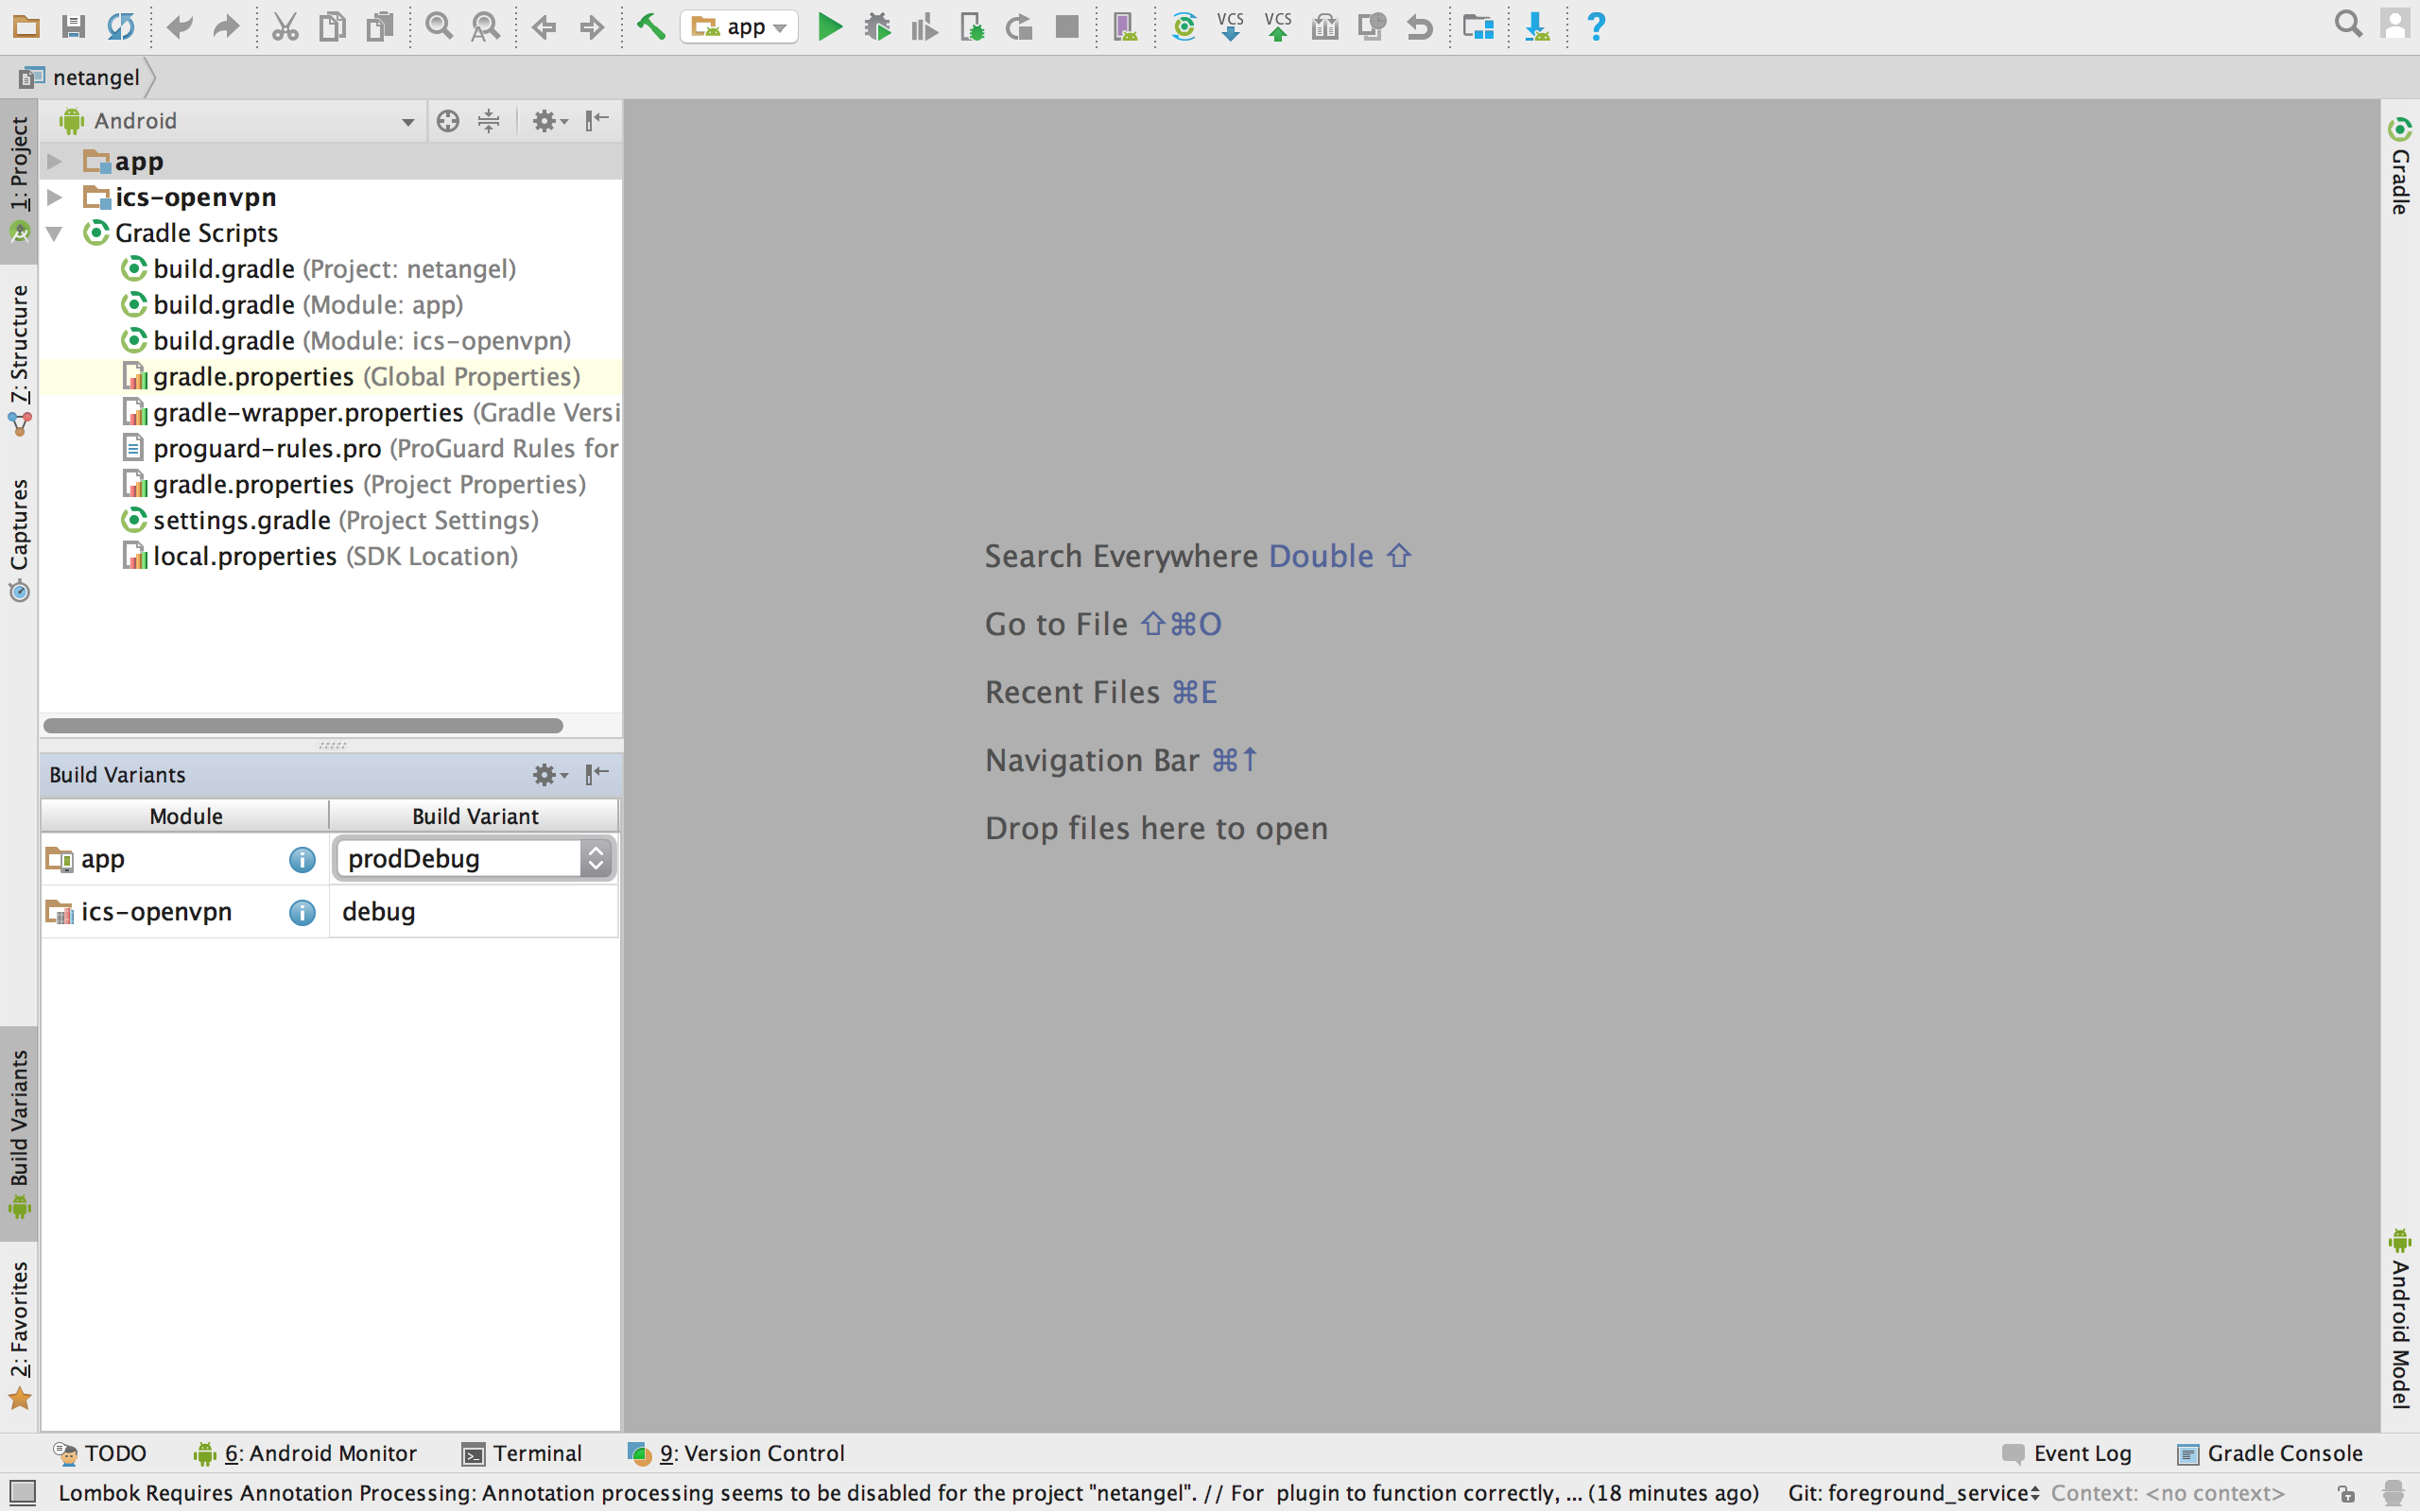 app
VCS
VCS
?
netangel
Android
1: Project
app
ics-openvpn
Gradle Scripts
build.gradle (Project: netangel)
build.gradle (Module: app)
build.gradle (Module: ics-openvpn)
gradle.properties (Global Properties)
gradle-wrapper.properties (Gradle Versi
proguard-rules.pro (ProGuard Rules for
gradle.properties (Project Properties)
settings.gradle (Project Settings)
local.properties (SDK Location)
7: Structure
Captures
Build Variants
Module
Build Variant
app
prodDebug
ics-openvpn
debug
Build Variants
2: Favorites
Search Everywhere Double ⇧
Go to File ⇧⌘O
Recent Files ⌘E
Navigation Bar ⌘↑
Drop files here to open
Gradle
Android Model
TODO
6: Android Monitor
Terminal
9: Version Control
Event Log
Gradle Console
Lombok Requires Annotation Processing: Annotation processing seems to be disabled for the project "netangel". // For plugin to function correctly, ... (18 minutes ago)
Git: foreground_service
Context: <no context>